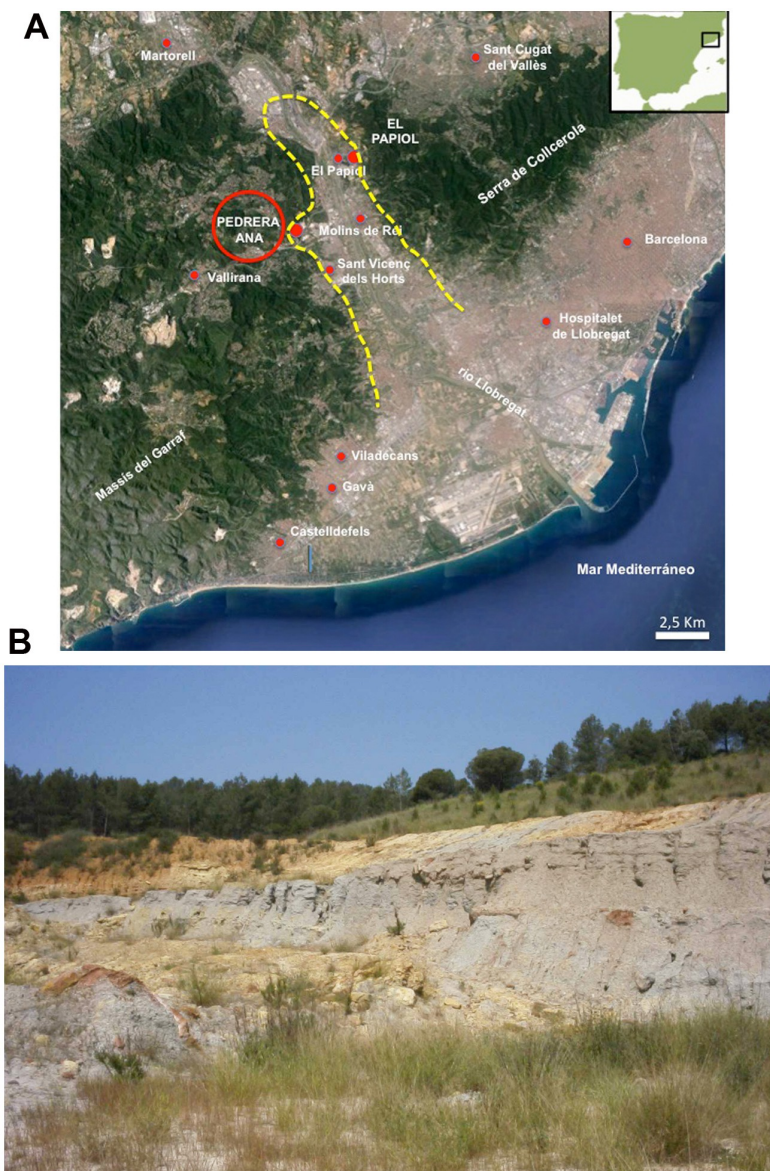 A
Martorell
Sant Cugat
del Vallès
EL
PAPIOL
El Papiol
Serra de Collcerola
PEDRERA
ANA
Molins de Rei
Barcelona
Vallirana
Sant Vicenç
dels Horts
Hospitalet
de Llobregat
río Llobregat
Massís del Garraf
Viladecans
Gavà
Castelldefels
Mar Mediterráneo
2,5 Km
B